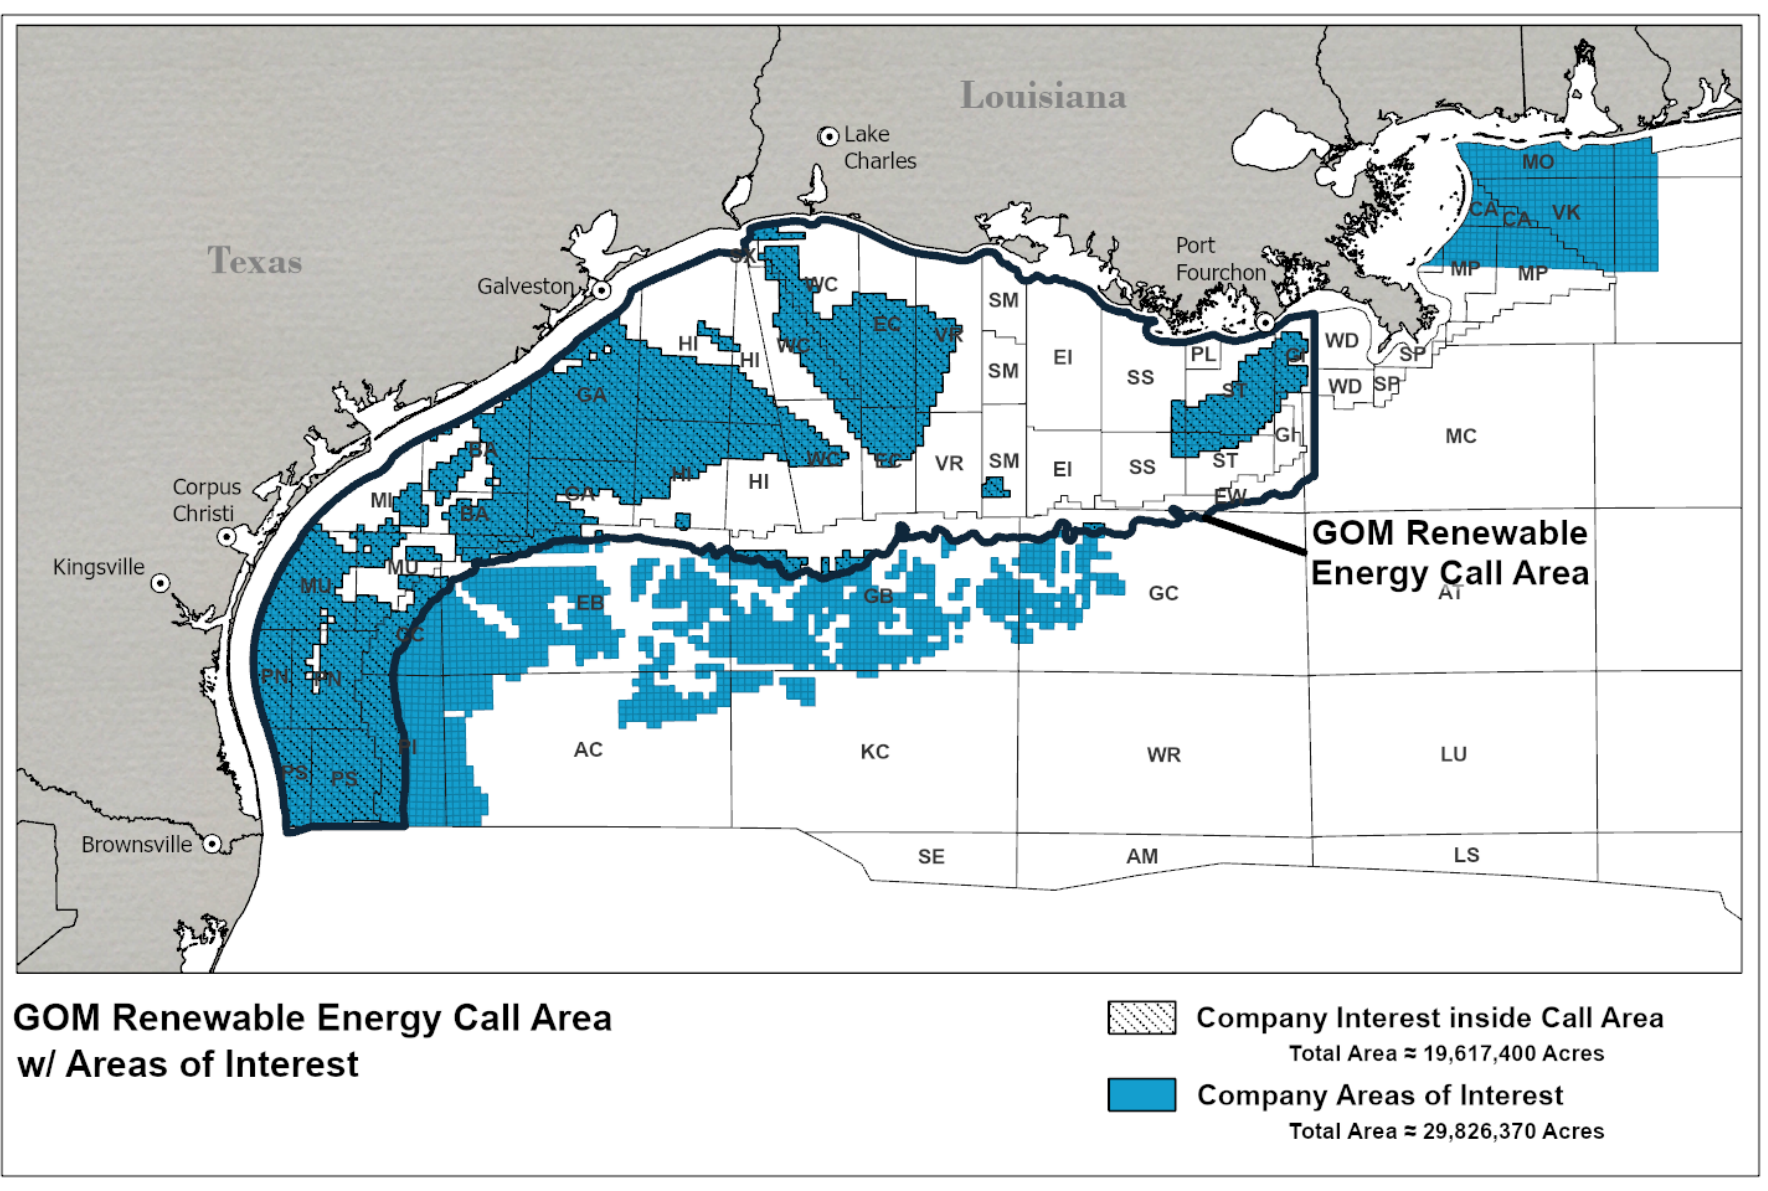 Louisiana
Lake
Charles
Texas
Galveston
Port
Fourchon
Corpus
Christi
Kingsville
Brownsville
MO
CA
CA
VK
MP
MP
SX
WC
SM
EC
VR
HI
HI
WC
EI
PL
GI
WD
SP
SM
SS
ST
WD
SP
GA
BA
WC
EC
VR
SM
EI
SS
ST
GI
MC
HI
HI
MI
GA
BA
EW
GOM Renewable
Energy Call Area
MU
MU
EB
GB
GC
AT
GC
PN
PN
PI
PS
PS
AC
KC
WR
LU
SE
AM
LS
GOM Renewable Energy Call Area
w/ Areas of Interest
Company Interest inside Call Area
Total Area ≈ 19,617,400 Acres
Company Areas of Interest
Total Area ≈ 29,826,370 Acres